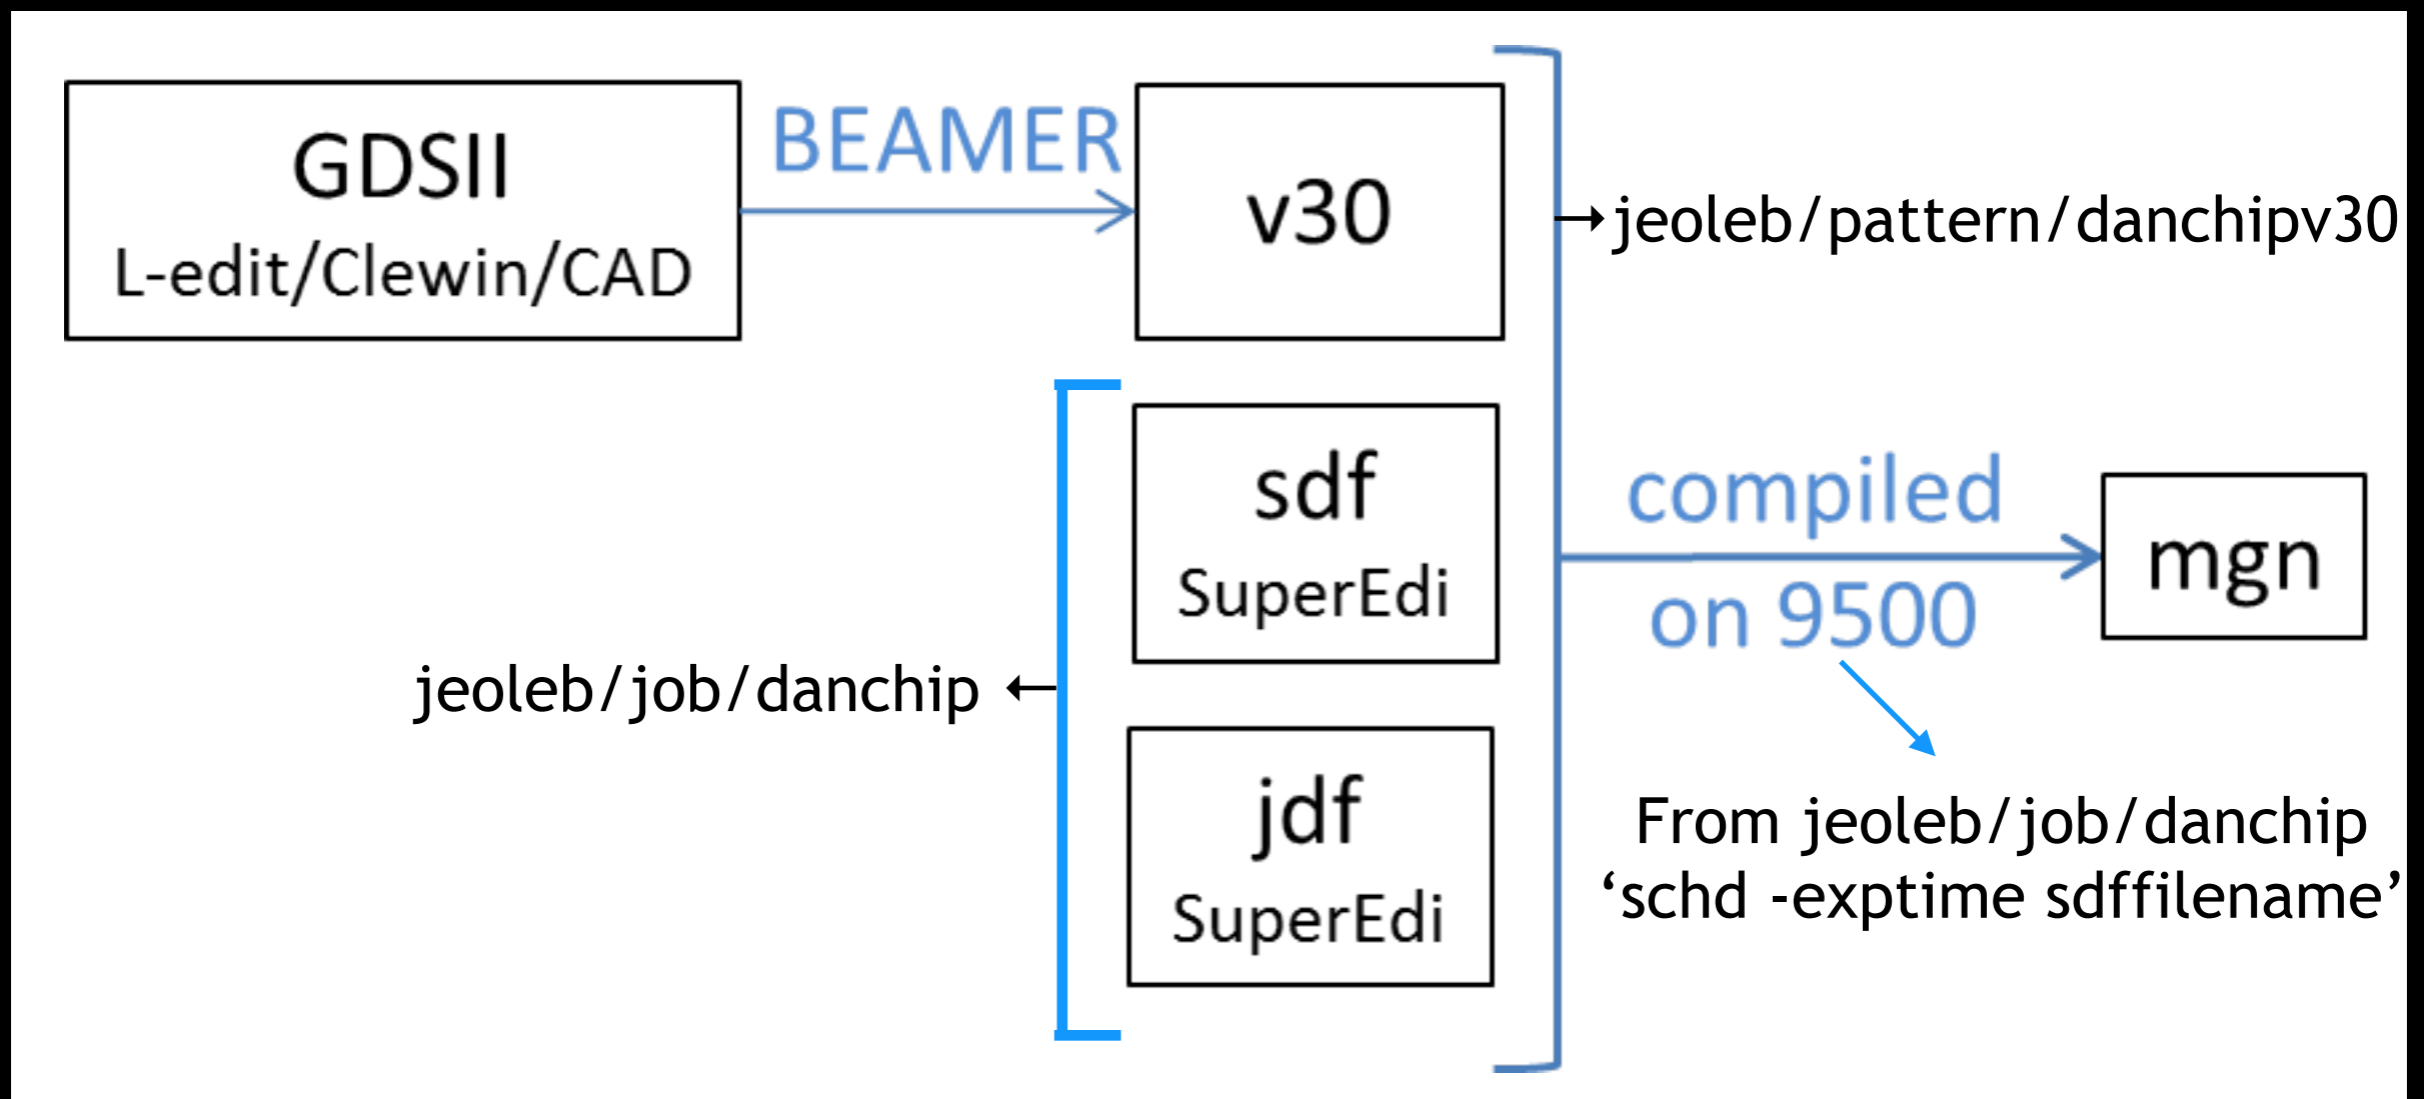 GDSII
L-edit/Clewin/CAD
BEAMER
v30
jeoleb/pattern/danchipv30
sdf
SuperEdi
jeoleb/job/danchip
jdf
SuperEdi
compiled
on 9500
mgn
From jeoleb/job/danchip
‘schd -exptime sdffilename’